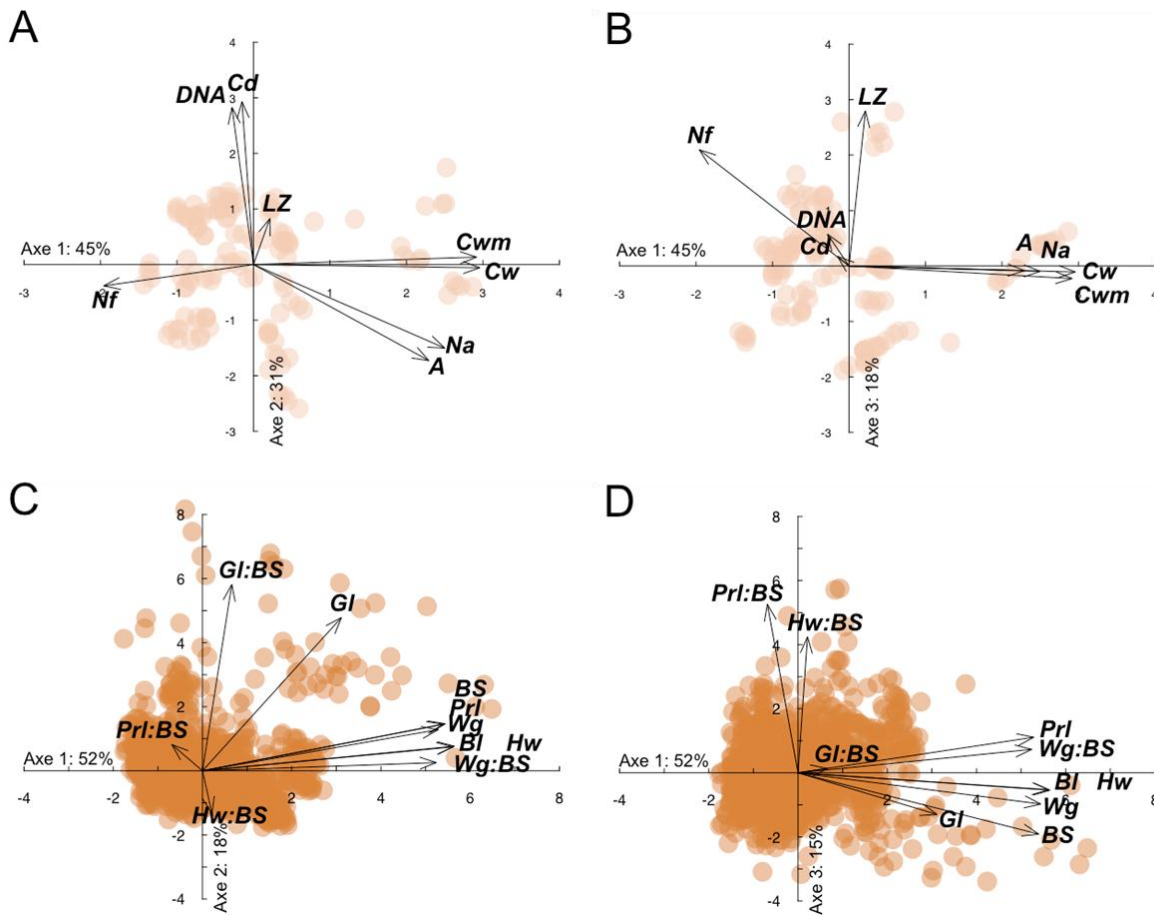 A
4
DNA
Cd
3
2
1
LZ
Axe 1: 45%
Cwm
Cw
-3
-1
1
2
3
4
Nf
-1
Na
A
-2
-3
Axe 2: 31%
B
4
3
LZ
Nf
2
1
DNA
Cd
Axe 1: 45%
A
Na
Cw
Cwm
-3
-2
-1
1
2
4
-1
-2
-3
Axe 3: 18%
C
8
6
Gl:BS
4
Gl
2
BS
Prl
Wg
Prl:BS
Axe 1: 52%
Bl Hw
Wg:BS
-4
-2
2
4
6
8
Hw:BS
-2
-4
Axe 2: 18%
D
8
6
Prl:BS
4
Hw:BS
2
Prl
Wg:BS
Gl:BS
Axe 1: 52%
Bl Hw
Wg
Gl
BS
-4
-2
2
4
8
-2
-4
Axe 3: 15%